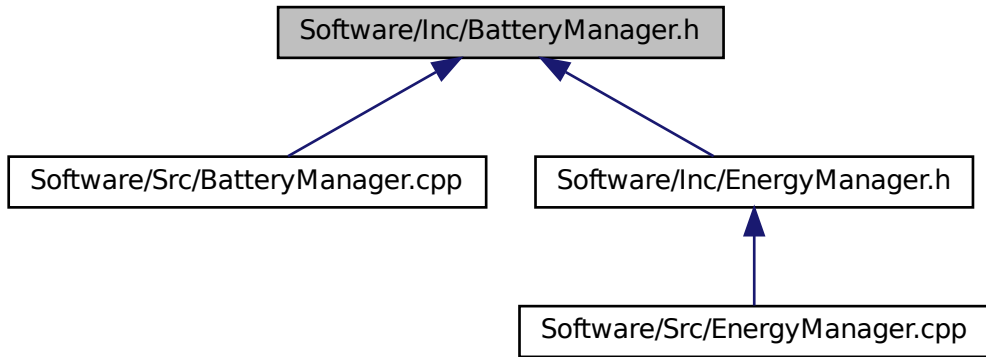 Software/Inc/BatteryManager.h
Software/Src/BatteryManager.cpp
Software/Inc/EnergyManager.h
Software/Src/EnergyManager.cpp